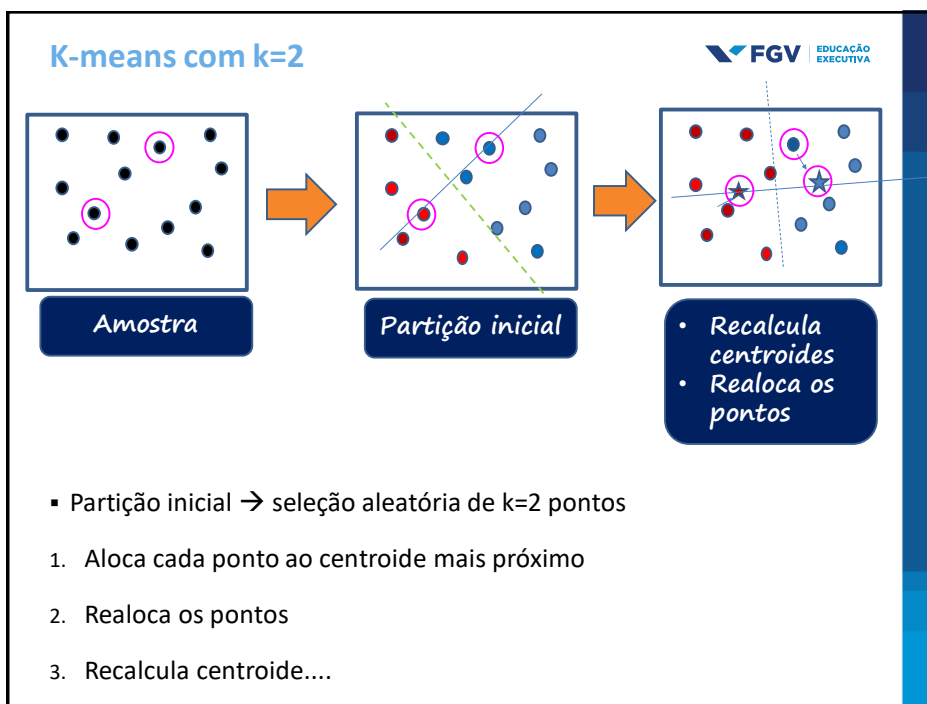 K-means com k=2
FGV
EDUCAÇÃO
EXECUTIVA
Amostra
Partição inicial
• Recalcula
centroides
• Realoca os
pontos
▪ Partição inicial → seleção aleatória de k=2 pontos
1. Aloca cada ponto ao centroide mais próximo
2. Realoca os pontos
3. Recalcula centroide....